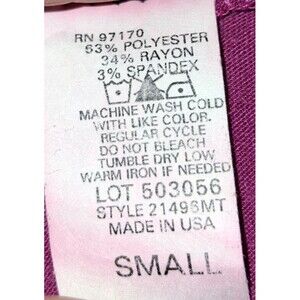 RN 97170
63% POLYESTER
34% RAYON
3% SPANDEX
MACHINE WASH COLD
WITH LIKE COLOR.
REGULAR CYCLE
DO NOT BLEACH
TUMBLE DRY LOW
WARM IRON IF NEEDED
LOT 503056
STYLE 21496MT
MADE IN USA
SMALL